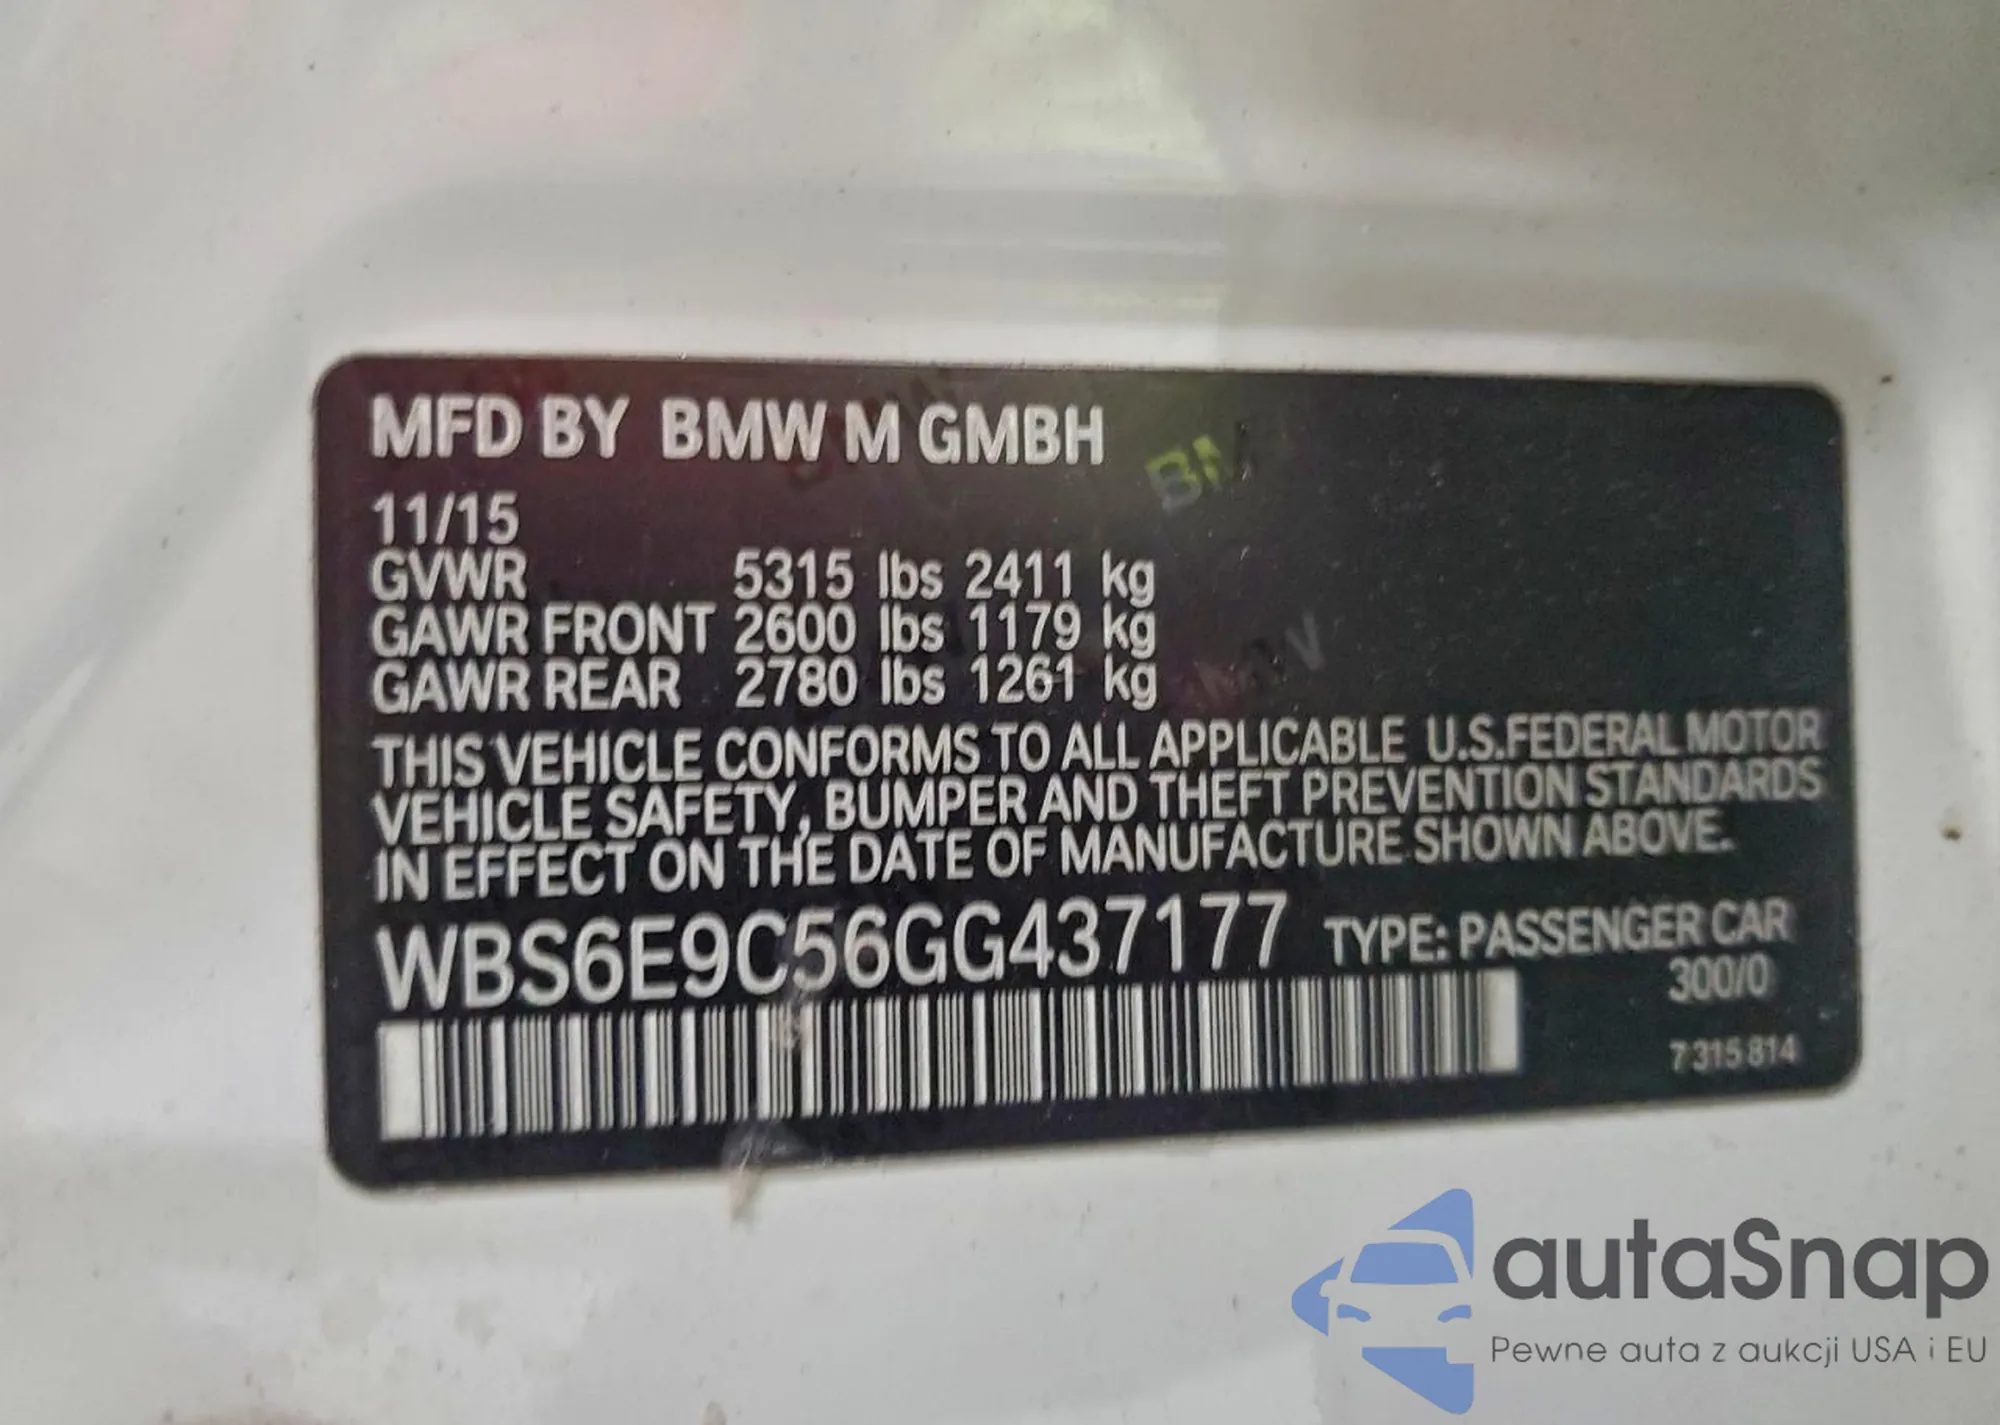 MFD BY BMW M GMBH
11/15
GVWR 5315 lbs 2411 kg
GAWR FRONT 2600 lbs 1179 kg
GAWR REAR 2780 lbs 1261 kg
THIS VEHICLE CONFORMS TO ALL APPLICABLE U.S.FEDERAL MOTOR
VEHICLE SAFETY, BUMPER AND THEFT PREVENTION STANDARDS
IN EFFECT ON THE DATE OF MANUFACTURE SHOWN ABOVE.
WBS6E9C56GG437177 TYPE: PASSENGER CAR
300/0
7 315 814
autaSnap
Pewne auta z aukcji USA i EU